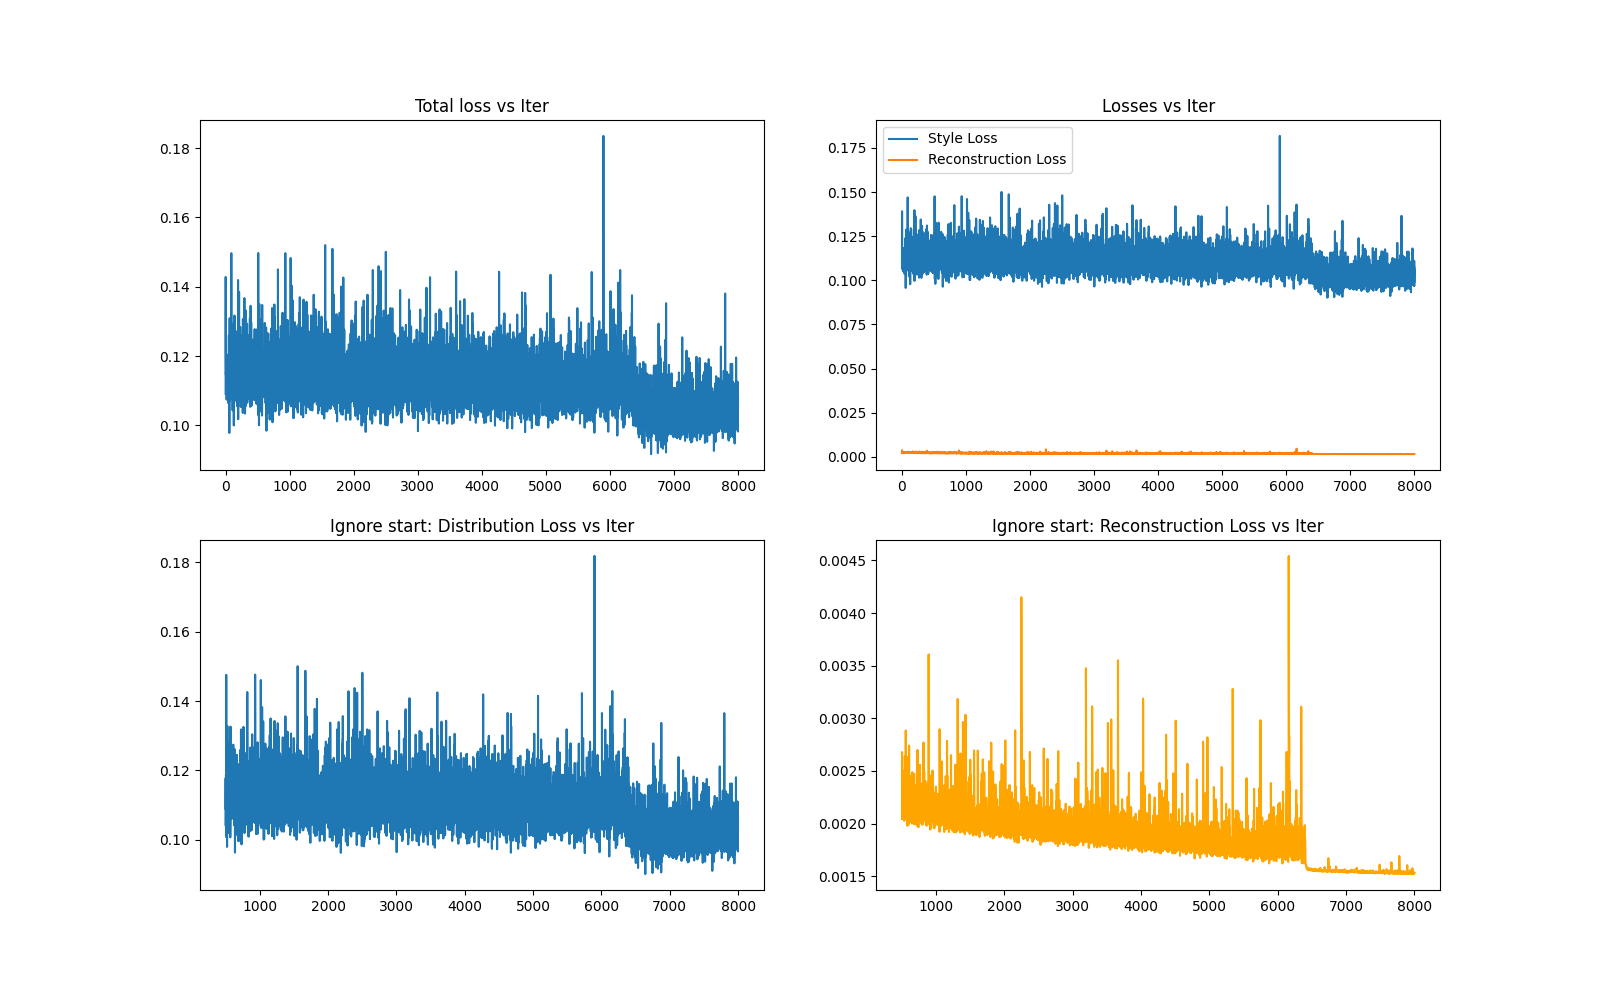 Total loss vs Iter
0.18
0.16
0.14
0.12
0.10
0 1000 2000 3000 4000 5000 6000 7000 8000
Losses vs Iter
Style Loss
Reconstruction Loss
0.175
0.150
0.125
0.100
0.075
0.050
0.025
0.000
0 1000 2000 3000 4000 5000 6000 7000 8000
Ignore start: Distribution Loss vs Iter
0.18
0.16
0.14
0.12
0.10
1000 2000 3000 4000 5000 6000 7000 8000
Ignore start: Reconstruction Loss vs Iter
0.0045
0.0040
0.0035
0.0030
0.0025
0.0020
0.0015
1000 2000 3000 4000 5000 6000 7000 8000